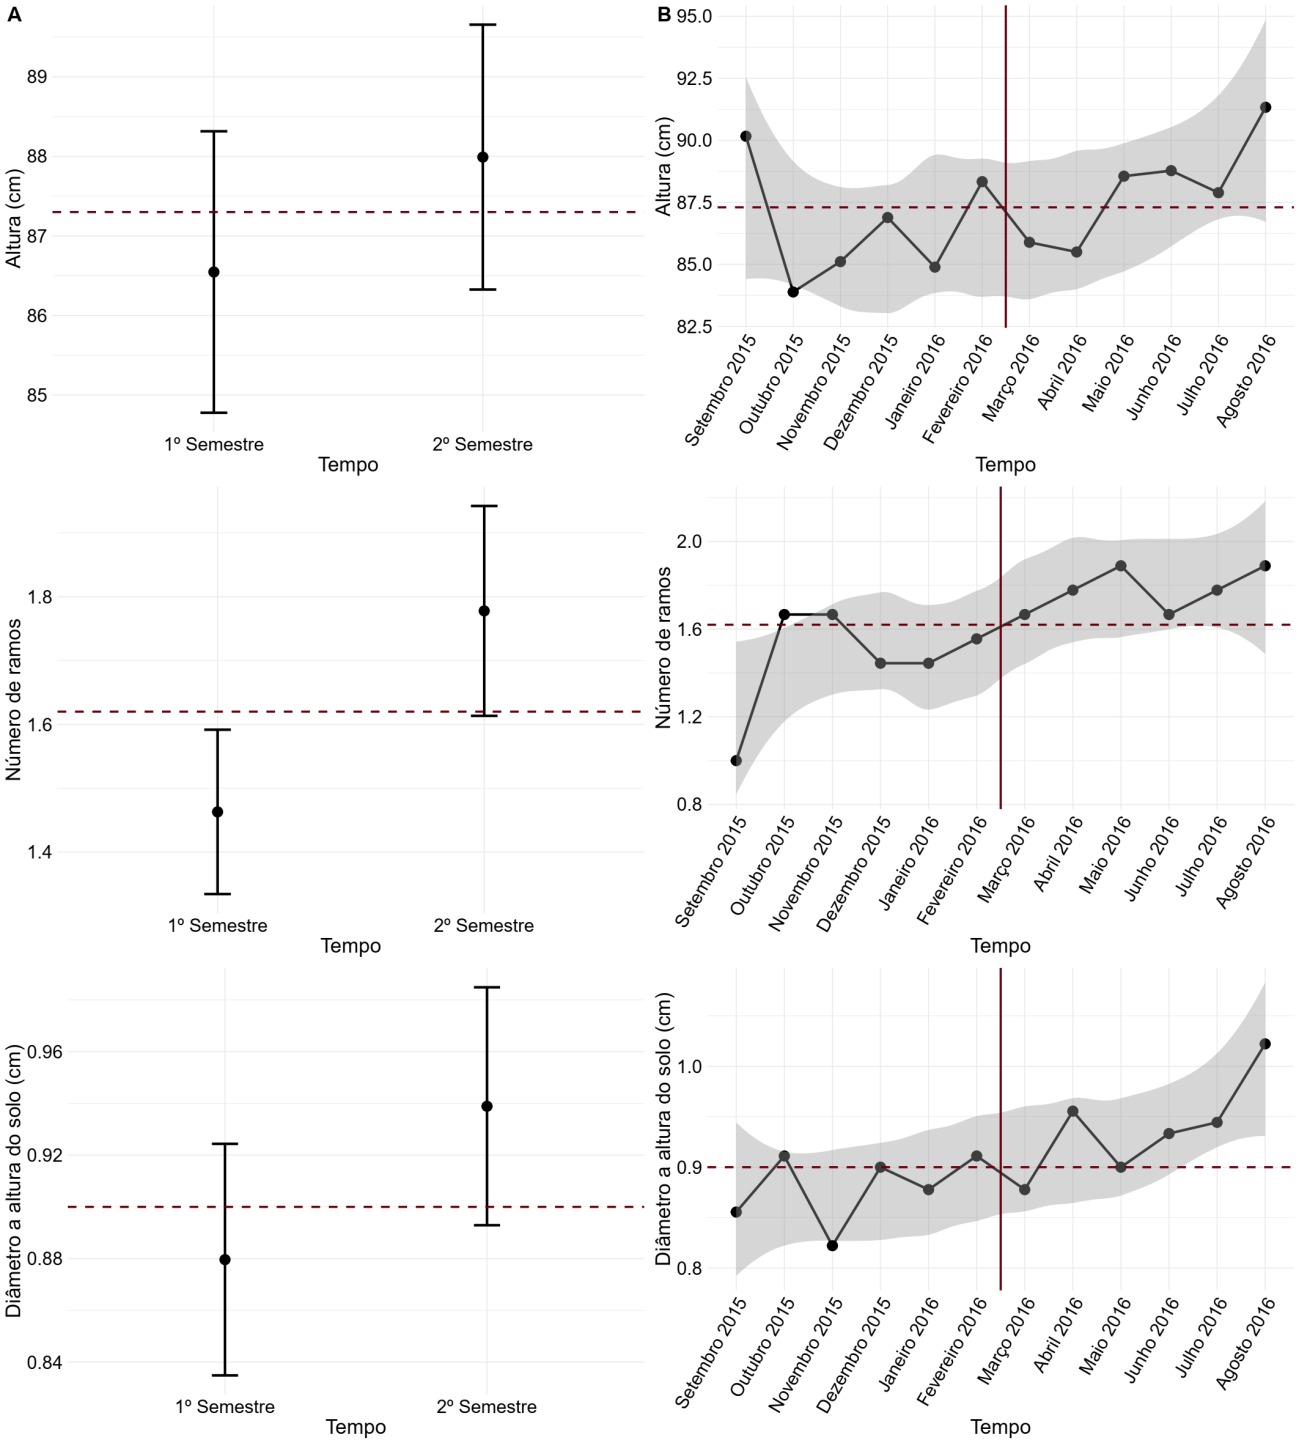 A
Altura (cm)
89
88
87
86
85
1º Semestre
2º Semestre
Tempo
B
Altura (cm)
95.0
92.5
90.0
87.5
85.0
82.5
Setembro 2015
Outubro 2015
Novembro 2015
Dezembro 2015
Janeiro 2016
Fevereiro 2016
Março 2016
Abril 2016
Maio 2016
Junho 2016
Julho 2016
Agosto 2016
Tempo
Número de ramos
1.8
1.6
1.4
1º Semestre
2º Semestre
Tempo
Número de ramos
2.0
1.6
1.2
0.8
Setembro 2015
Outubro 2015
Novembro 2015
Dezembro 2015
Janeiro 2016
Fevereiro 2016
Março 2016
Abril 2016
Maio 2016
Junho 2016
Julho 2016
Agosto 2016
Tempo
Diâmetro a altura do solo (cm)
0.96
0.92
0.88
0.84
1º Semestre
2º Semestre
Tempo
Diâmetro a altura do solo (cm)
1.0
0.9
0.8
Setembro 2015
Outubro 2015
Novembro 2015
Dezembro 2015
Janeiro 2016
Fevereiro 2016
Março 2016
Abril 2016
Maio 2016
Junho 2016
Julho 2016
Agosto 2016
Tempo